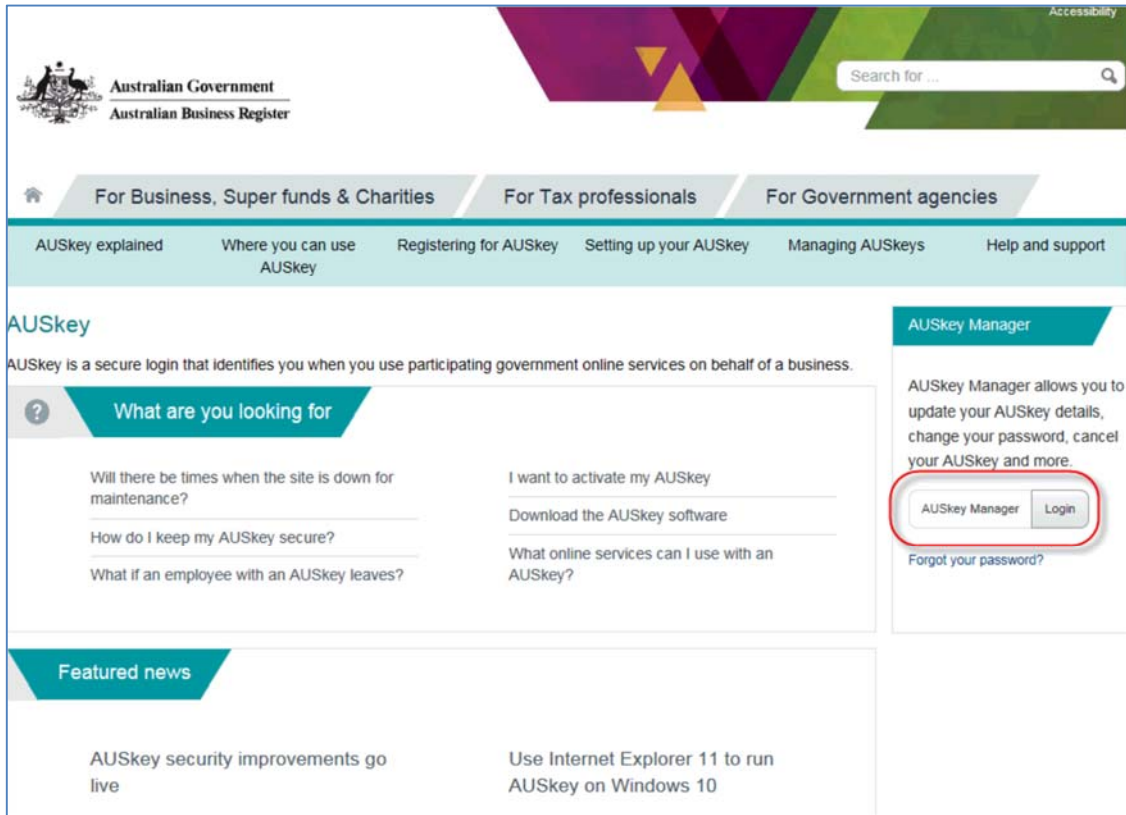 Accessibility
Australian Government
Australian Business Register
Search for ...
For Business, Super funds & Charities
For Tax professionals
For Government agencies
AUSkey explained
Where you can use
AUSkey
Registering for AUSkey
Setting up your AUSkey
Managing AUSkeys
Help and support
AUSkey
AUSkey is a secure login that identifies you when you use participating government online services on behalf of a business.
? What are you looking for
Will there be times when the site is down for
maintenance?
How do I keep my AUSkey secure?
What if an employee with an AUSkey leaves?
I want to activate my AUSkey
Download the AUSkey software
What online services can I use with an
AUSkey?
AUSkey Manager
AUSkey Manager allows you to
update your AUSkey details,
change your password, cancel
your AUSkey and more.
AUSkey Manager Login
Forgot your password?
Featured news
AUSkey security improvements go
live
Use Internet Explorer 11 to run
AUSkey on Windows 10